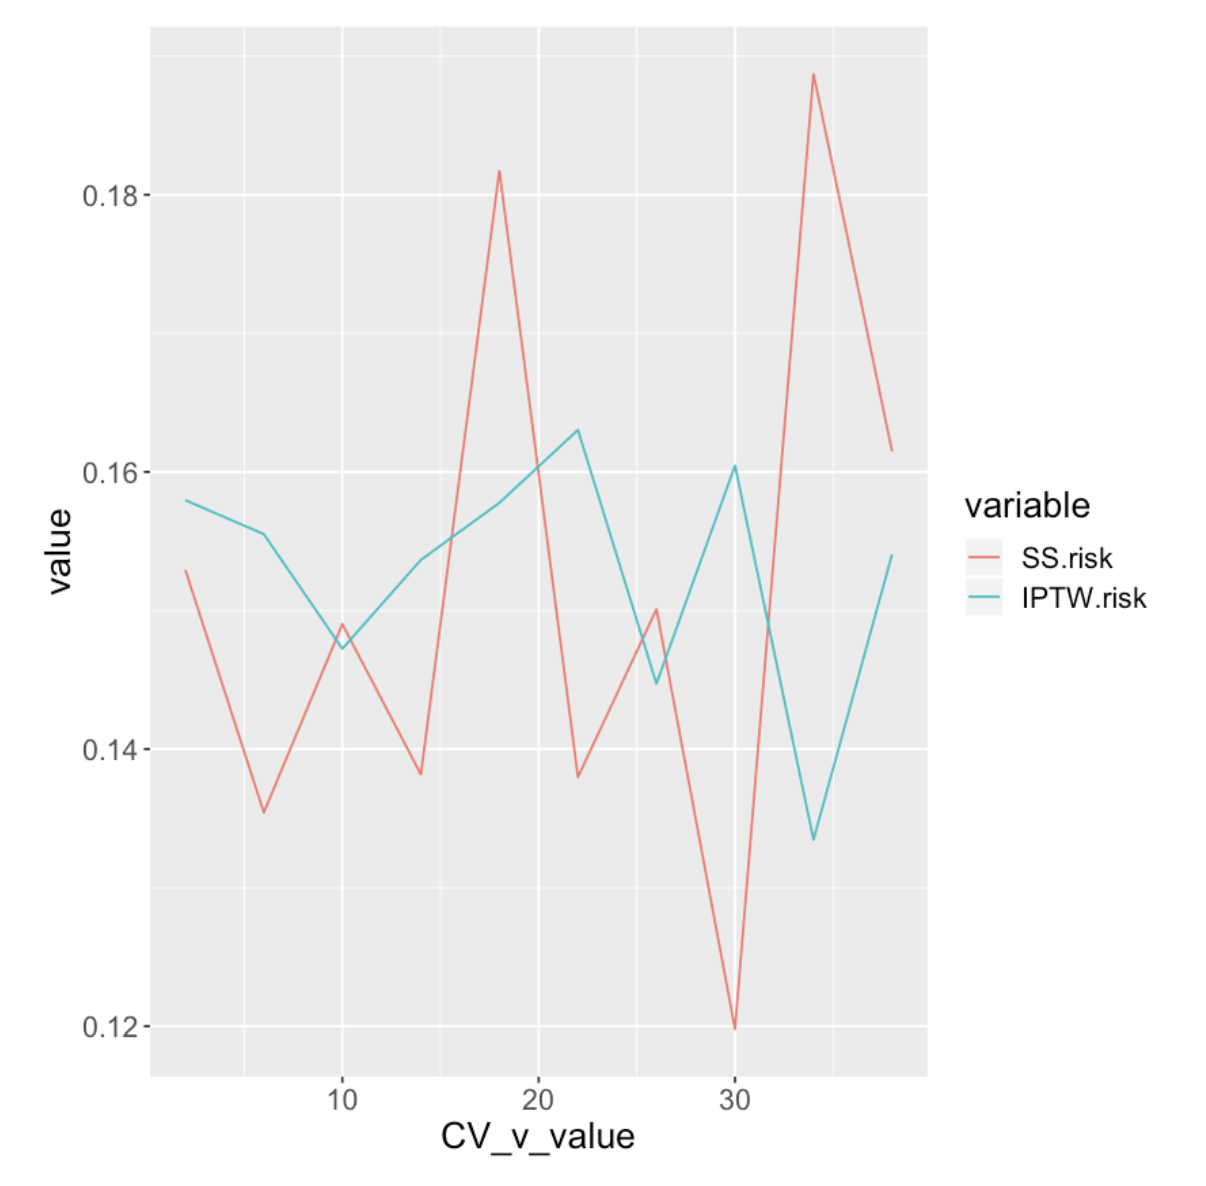 0.18
0.16
0.14
0.12
value
10 20 30
CV_v_value
variable
SS.risk
IPTW.risk